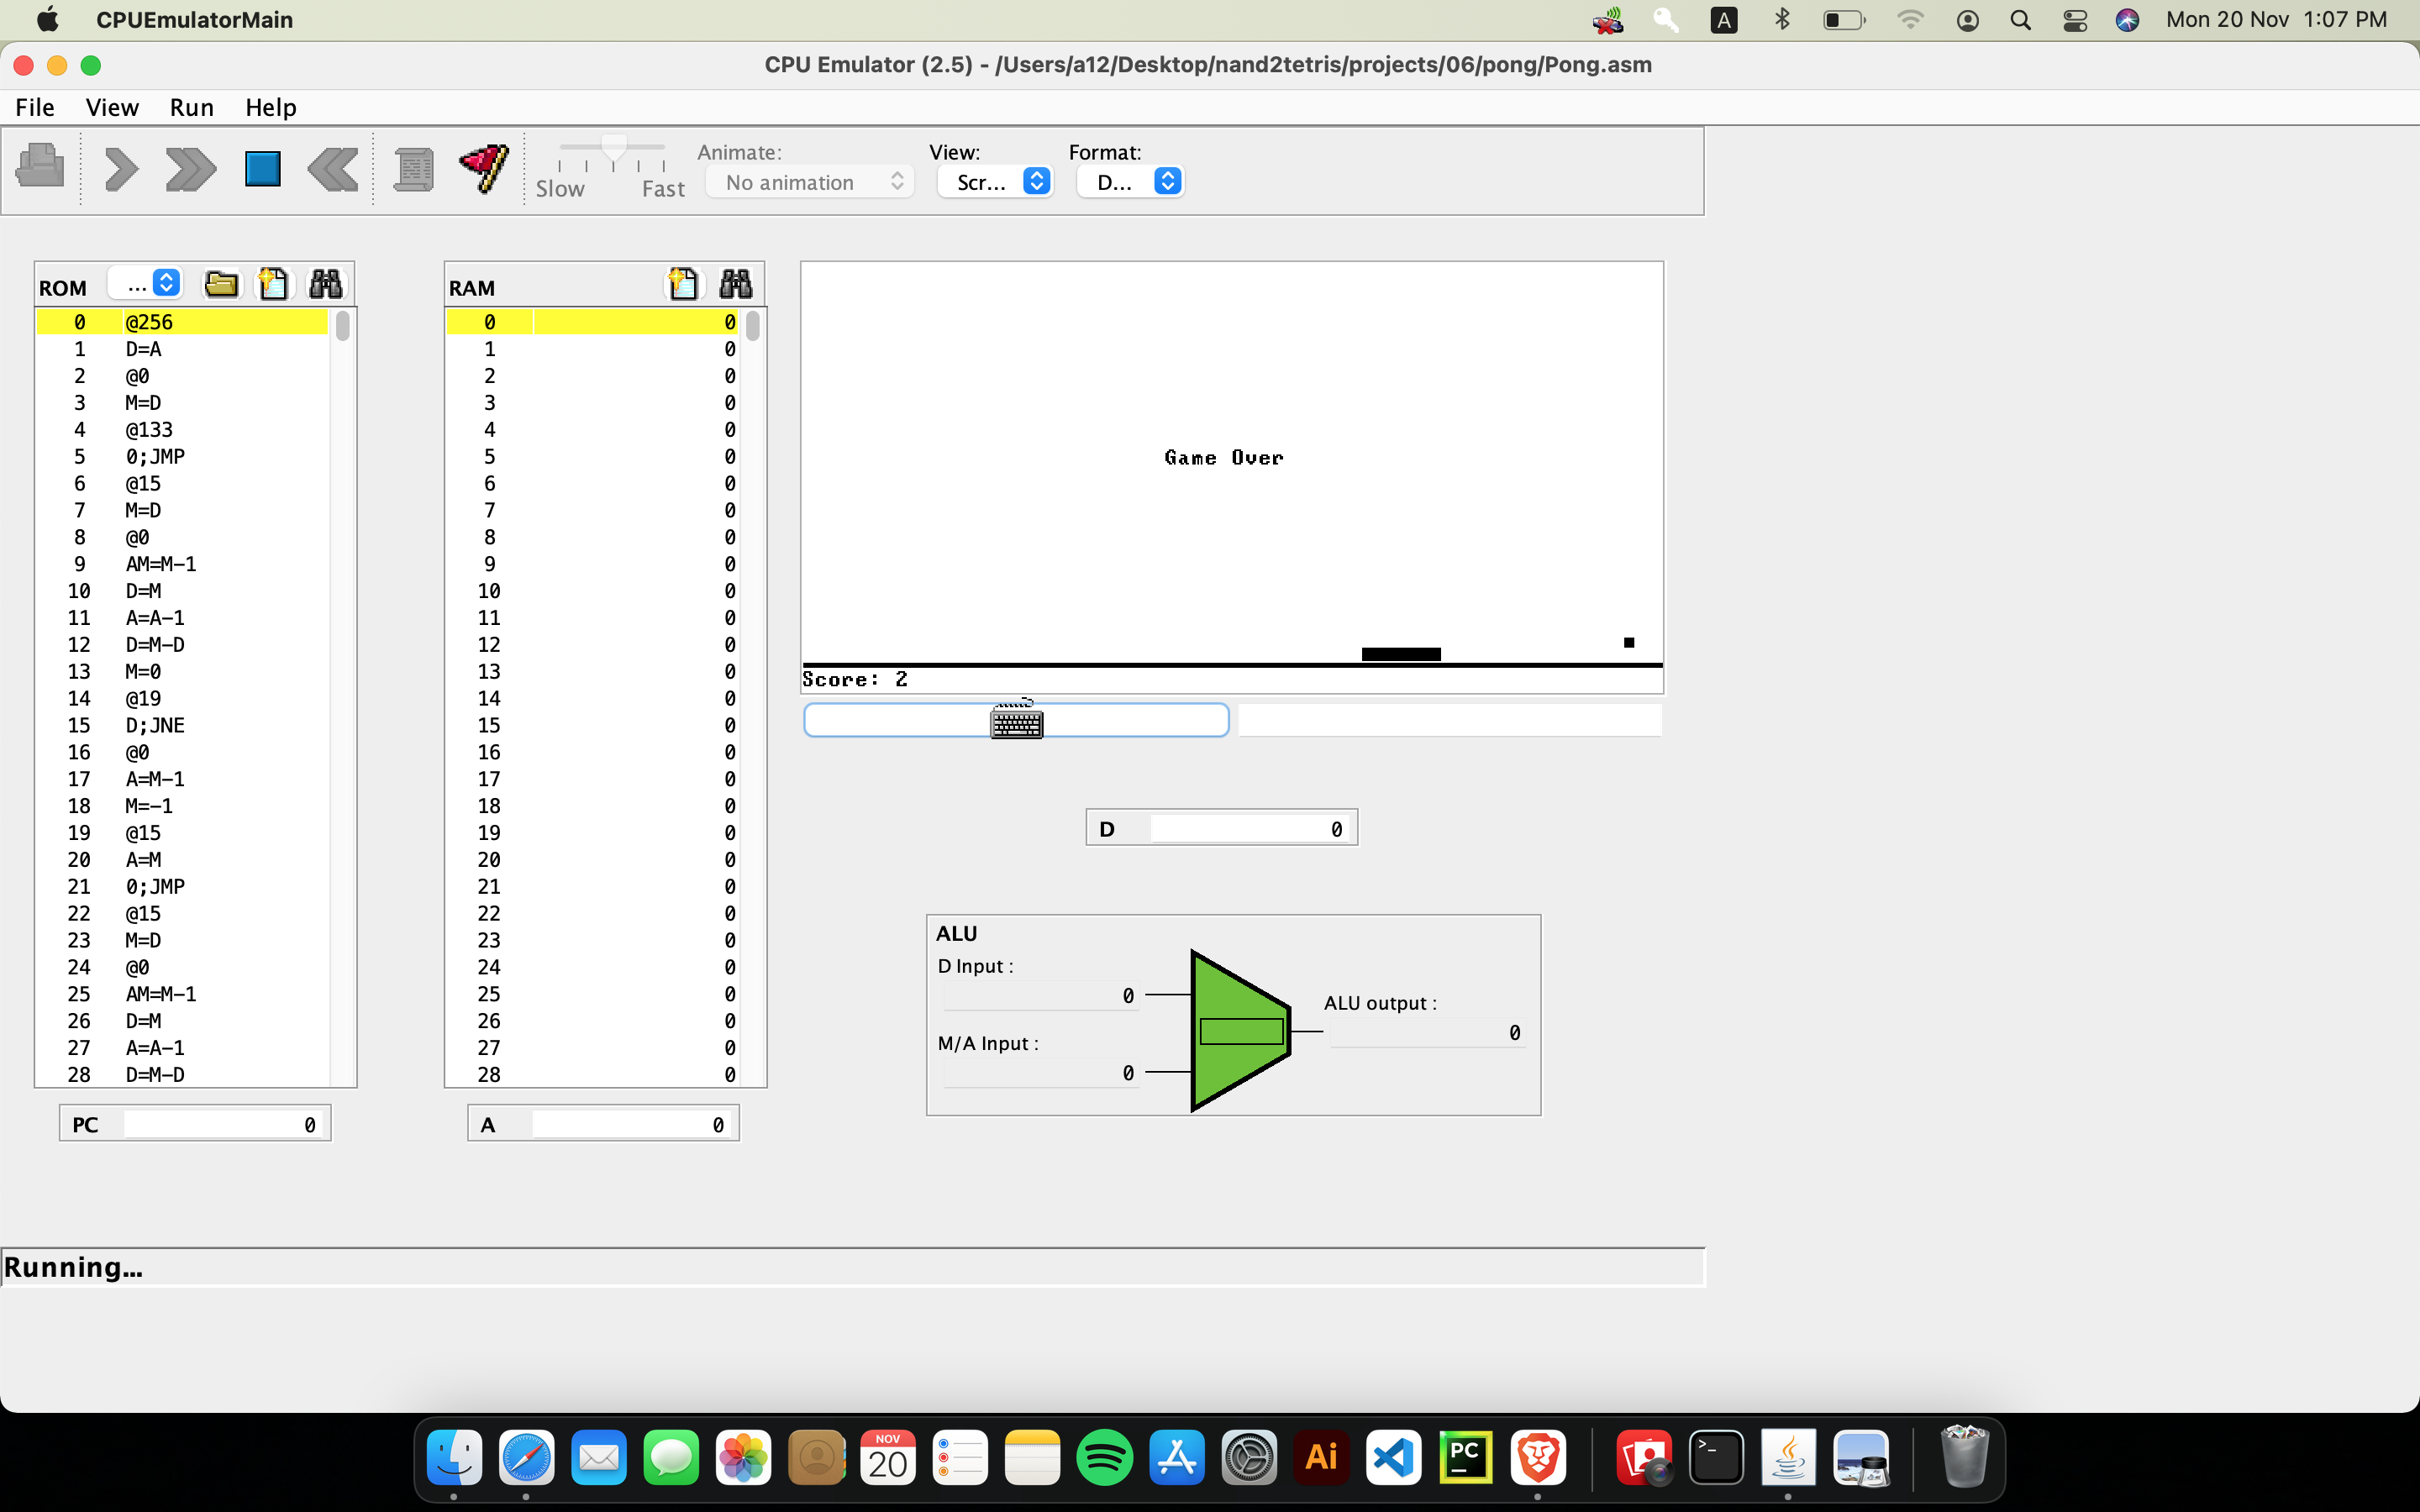 CPUEmulatorMain
A
Mon 20 Nov 1:07 PM
CPU Emulator (2.5) - /Users/a12/Desktop/nand2tetris/projects/06/pong/Pong.asm
File View Run Help
Animate: View: Format:
No animation Scr... D...
Slow Fast
ROM ... RAM
0 @256 0 0
1 D=A 1 0
2 @0 2 0
3 M=D 3 0
4 @133 4 0
5 0;JMP 5 0
6 @15 6 0
7 M=D 7 0
8 @0 8 0
9 AM=M-1 9 0
10 D=M 10 0
11 A=A-1 11 0
12 D=M-D 12 0
13 M=0 13 0
14 @19 14 0
15 D;JNE 15 0
16 @0 16 0
17 A=M-1 17 0
18 M=-1 18 0
19 @15 19 0
20 A=M 20 0
21 0;JMP 21 0
22 @15 22 0
23 M=D 23 0
24 @0 24 0
25 AM=M-1 25 0
26 D=M 26 0
27 A=A-1 27 0
28 D=M-D 28 0
PC 0
A 0
Game Over
Score: 2
D 0
ALU
D Input :
0
M/A Input :
0
ALU output :
0
Running...
NOV
20
Ai
PC
>_